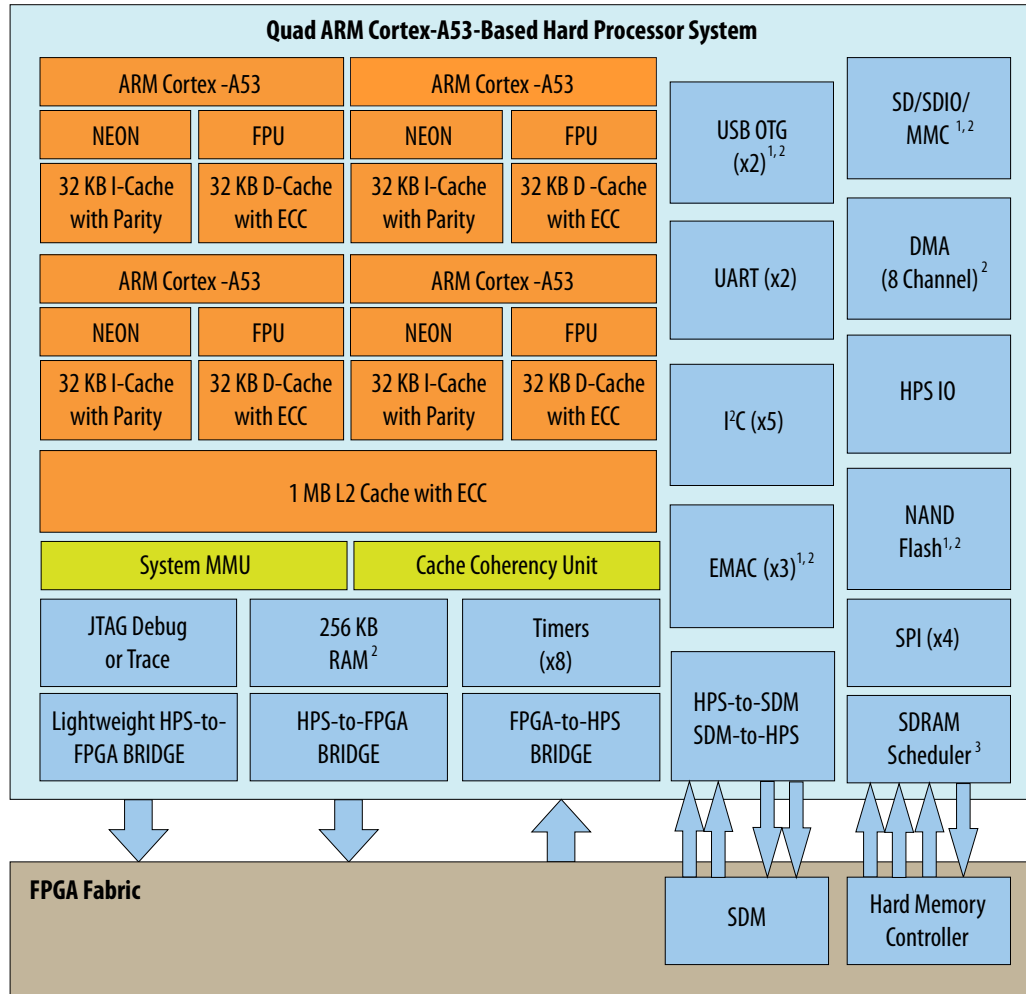 Quad ARM Cortex-A53-Based Hard Processor System
ARM Cortex -A53
ARM Cortex -A53
NEON
FPU
NEON
FPU
32 KB I-Cache
with Parity
32 KB D-Cache
with ECC
32 KB I-Cache
with Parity
32 KB D -Cache
with ECC
ARM Cortex -A53
ARM Cortex -A53
NEON
FPU
NEON
FPU
32 KB I-Cache
with Parity
32 KB D-Cache
with ECC
32 KB I-Cache
with Parity
32 KB D-Cache
with ECC
1 MB L2 Cache with ECC
System MMU
Cache Coherency Unit
JTAG Debug
or Trace
256 KB
RAM 2
Timers
(x8)
Lightweight HPS-to-
FPGA BRIDGE
HPS-to-FPGA
BRIDGE
FPGA-to-HPS
BRIDGE
USB OTG
(x2) 1, 2
UART (x2)
I2C (x5)
EMAC (x3) 1, 2
HPS-to-SDM
SDM-to-HPS
SD/SDIO/
MMC 1, 2
DMA
(8 Channel) 2
HPS IO
NAND
Flash 1, 2
SPI (x4)
SDRAM
Scheduler 3
FPGA Fabric
SDM
Hard Memory
Controller